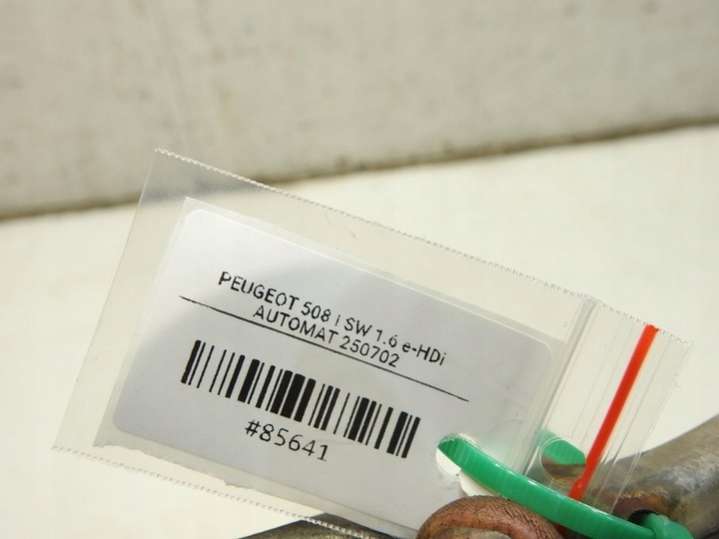 PEUGEOT 508 I SW 1.6 e-HDi
AUTOMAT 250702
#85641